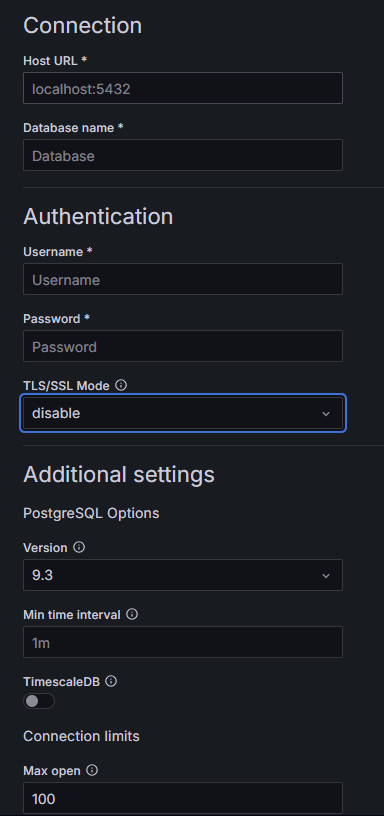 Connection
Host URL *
localhost:5432
Database name *
Database
Authentication
Username *
Username
Password *
Password
TLS/SSL Mode
disable
Additional settings
PostgreSQL Options
Version
9.3
Min time interval
1m
TimescaleDB
Connection limits
Max open
100